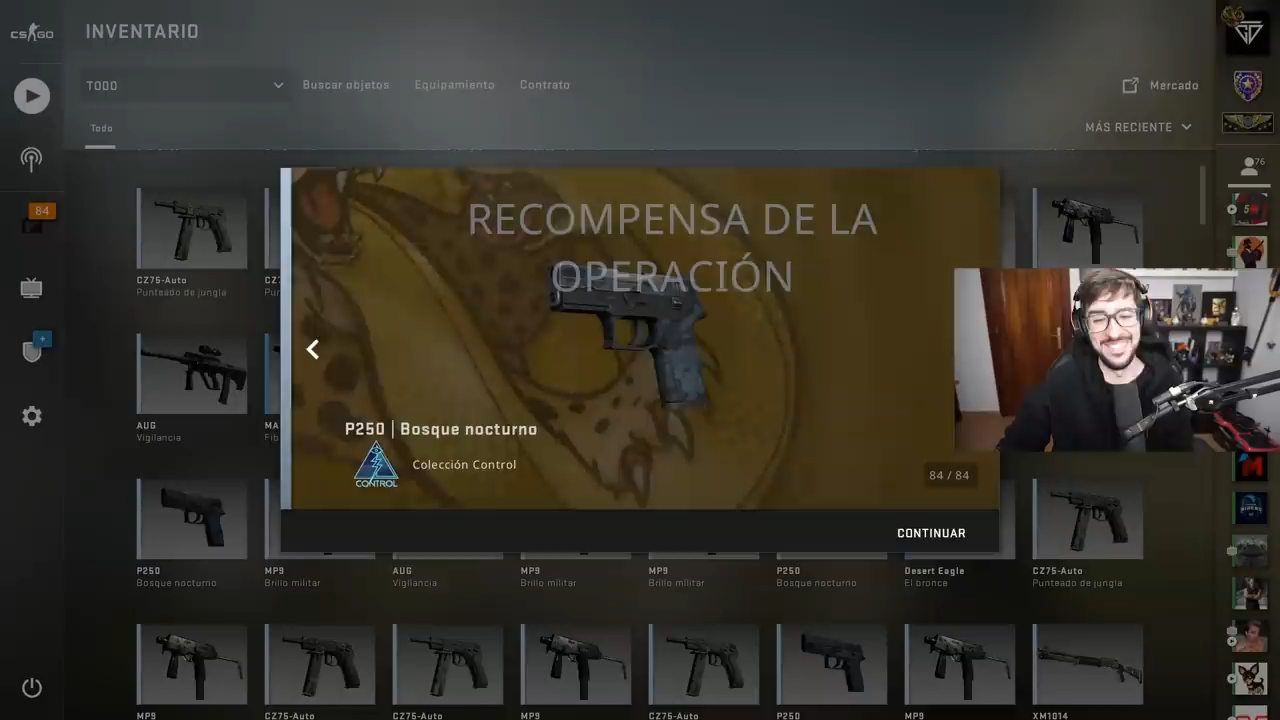 CS GO
INVENTARIO
TODO
Buscar objetos
Equipamiento
Contrato
Mercado
Todo
MÁS RECIENTE
76
84
CZ75-Auto
Punteado de jungla
RECOMPENSA DE LA
OPERACIÓN
P250 | Bosque nocturno
Colección Control
CONTROL
84 / 84
CONTINUAR
AUG
Vigilancia
P250
Bosque nocturno
MP9
Brillo militar
AUG
Vigilancia
MP9
Brillo militar
MP9
Brillo militar
P250
Bosque nocturno
Desert Eagle
El bronce
CZ75-Auto
Punteado de jungla
MP9
CZ75-Auto
CZ75-Auto
MP9
CZ75-Auto
P250
MP9
XM1014